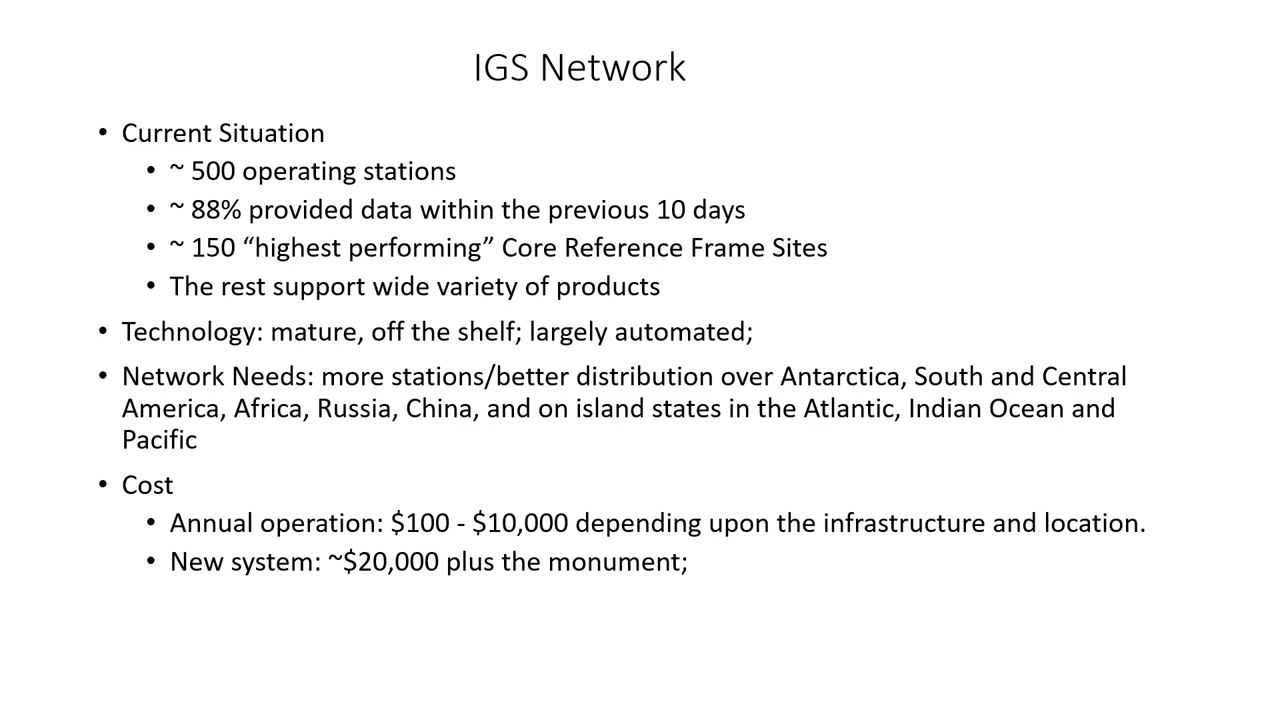 IGS Network
• Current Situation
• ~ 500 operating stations
• ~ 88% provided data within the previous 10 days
• ~ 150 “highest performing” Core Reference Frame Sites
• The rest support wide variety of products
• Technology: mature, off the shelf; largely automated;
• Network Needs: more stations/better distribution over Antarctica, South and Central
America, Africa, Russia, China, and on island states in the Atlantic, Indian Ocean and
Pacific
• Cost
• Annual operation: $100 - $10,000 depending upon the infrastructure and location.
• New system: ~$20,000 plus the monument;